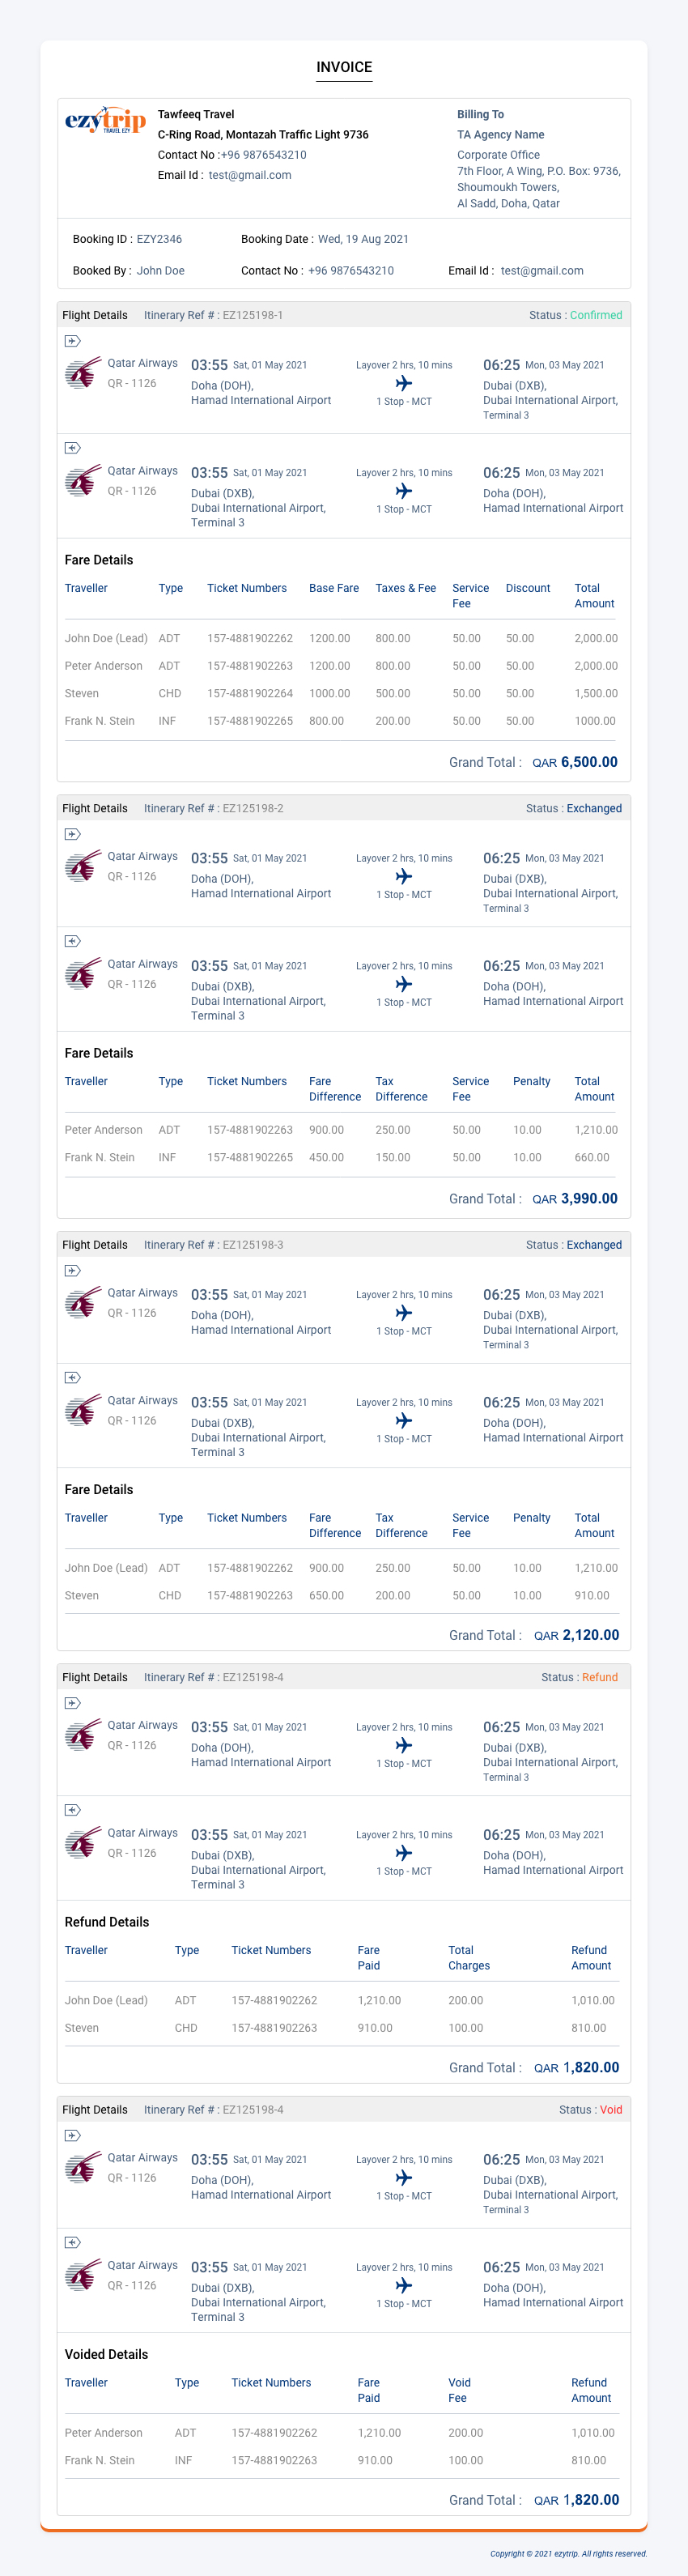 INVOICE
ezytrip
TRAVEL EZY
Tawfeeq Travel
C-Ring Road, Montazah Traffic Light 9736
Contact No :+96 9876543210
Email Id : test@gmail.com
Billing To
TA Agency Name
Corporate Office
7th Floor, A Wing, P.O. Box: 9736,
Shoumoukh Towers,
Al Sadd, Doha, Qatar
Booking ID : EZY2346 Booking Date : Wed, 19 Aug 2021
Booked By : John Doe Contact No : +96 9876543210 Email Id : test@gmail.com
Flight Details Itinerary Ref # : EZ125198-1 Status : Confirmed
Qatar Airways 03:55 Sat, 01 May 2021 Layover 2 hrs, 10 mins 06:25 Mon, 03 May 2021
QR - 1126 Doha (DOH), Dubai (DXB),
Hamad International Airport 1 Stop - MCT Dubai International Airport,
Terminal 3
Qatar Airways 03:55 Sat, 01 May 2021 Layover 2 hrs, 10 mins 06:25 Mon, 03 May 2021
QR - 1126 Dubai (DXB), Doha (DOH),
Dubai International Airport, 1 Stop - MCT Hamad International Airport
Terminal 3
Fare Details
Traveller Type Ticket Numbers Base Fare Taxes & Fee Service Discount Total
Fee Amount
John Doe (Lead) ADT 157-4881902262 1200.00 800.00 50.00 50.00 2,000.00
Peter Anderson ADT 157-4881902263 1200.00 800.00 50.00 50.00 2,000.00
Steven CHD 157-4881902264 1000.00 500.00 50.00 50.00 1,500.00
Frank N. Stein INF 157-4881902265 800.00 200.00 50.00 50.00 1000.00
Grand Total : QAR 6,500.00
Flight Details Itinerary Ref # : EZ125198-2 Status : Exchanged
Qatar Airways 03:55 Sat, 01 May 2021 Layover 2 hrs, 10 mins 06:25 Mon, 03 May 2021
QR - 1126 Doha (DOH), Dubai (DXB),
Hamad International Airport 1 Stop - MCT Dubai International Airport,
Terminal 3
Qatar Airways 03:55 Sat, 01 May 2021 Layover 2 hrs, 10 mins 06:25 Mon, 03 May 2021
QR - 1126 Dubai (DXB), Doha (DOH),
Dubai International Airport, 1 Stop - MCT Hamad International Airport
Terminal 3
Fare Details
Traveller Type Ticket Numbers Fare Tax Service Penalty Total
Difference Difference Fee Amount
Peter Anderson ADT 157-4881902263 900.00 250.00 50.00 10.00 1,210.00
Frank N. Stein INF 157-4881902265 450.00 150.00 50.00 10.00 660.00
Grand Total : QAR 3,990.00
Flight Details Itinerary Ref # : EZ125198-3 Status : Exchanged
Qatar Airways 03:55 Sat, 01 May 2021 Layover 2 hrs, 10 mins 06:25 Mon, 03 May 2021
QR - 1126 Doha (DOH), Dubai (DXB),
Hamad International Airport 1 Stop - MCT Dubai International Airport,
Terminal 3
Qatar Airways 03:55 Sat, 01 May 2021 Layover 2 hrs, 10 mins 06:25 Mon, 03 May 2021
QR - 1126 Dubai (DXB), Doha (DOH),
Dubai International Airport, 1 Stop - MCT Hamad International Airport
Terminal 3
Fare Details
Traveller Type Ticket Numbers Fare Tax Service Penalty Total
Difference Difference Fee Amount
John Doe (Lead) ADT 157-4881902262 900.00 250.00 50.00 10.00 1,210.00
Steven CHD 157-4881902263 650.00 200.00 50.00 10.00 910.00
Grand Total : QAR 2,120.00
Flight Details Itinerary Ref # : EZ125198-4 Status : Refund
Qatar Airways 03:55 Sat, 01 May 2021 Layover 2 hrs, 10 mins 06:25 Mon, 03 May 2021
QR - 1126 Doha (DOH), Dubai (DXB),
Hamad International Airport 1 Stop - MCT Dubai International Airport,
Terminal 3
Qatar Airways 03:55 Sat, 01 May 2021 Layover 2 hrs, 10 mins 06:25 Mon, 03 May 2021
QR - 1126 Dubai (DXB), Doha (DOH),
Dubai International Airport, 1 Stop - MCT Hamad International Airport
Terminal 3
Refund Details
Traveller Type Ticket Numbers Fare Total Refund
Paid Charges Amount
John Doe (Lead) ADT 157-4881902262 1,210.00 200.00 1,010.00
Steven CHD 157-4881902263 910.00 100.00 810.00
Grand Total : QAR 1,820.00
Flight Details Itinerary Ref # : EZ125198-4 Status : Void
Qatar Airways 03:55 Sat, 01 May 2021 Layover 2 hrs, 10 mins 06:25 Mon, 03 May 2021
QR - 1126 Doha (DOH), Dubai (DXB),
Hamad International Airport 1 Stop - MCT Dubai International Airport,
Terminal 3
Qatar Airways 03:55 Sat, 01 May 2021 Layover 2 hrs, 10 mins 06:25 Mon, 03 May 2021
QR - 1126 Dubai (DXB), Doha (DOH),
Dubai International Airport, 1 Stop - MCT Hamad International Airport
Terminal 3
Voided Details
Traveller Type Ticket Numbers Fare Void Refund
Paid Fee Amount
Peter Anderson ADT 157-4881902262 1,210.00 200.00 1,010.00
Frank N. Stein INF 157-4881902263 910.00 100.00 810.00
Grand Total : QAR 1,820.00
Copyright © 2021 ezytrip. All rights reserved.